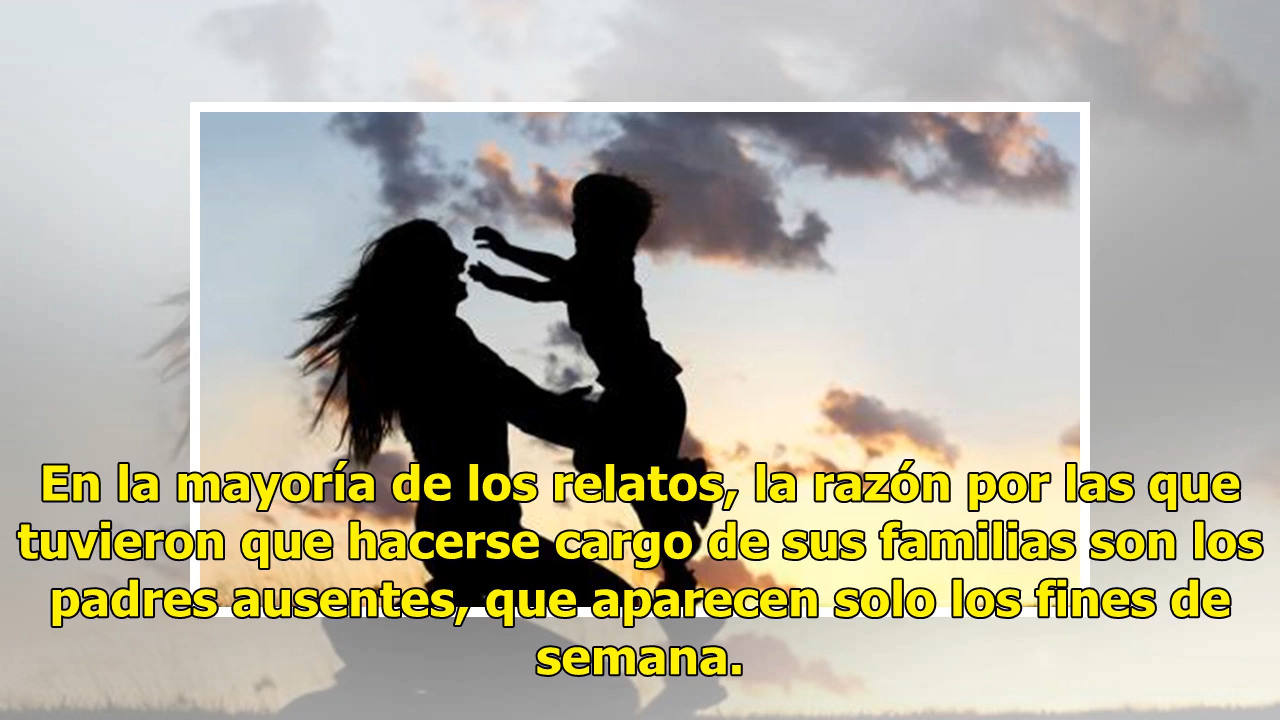 En la mayoría de los relatos, la razón por las que
tuvieron que hacerse cargo de sus familias son los
padres ausentes, que aparecen solo los fines de
semana.